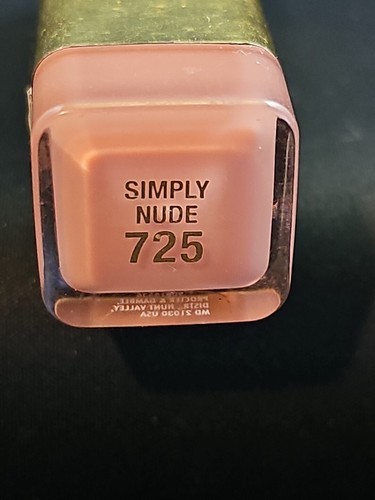 SIMPLY
NUDE
725
PROCTER & GAMBLE,
DISTR., HUNT VALLEY,
MD 21030 USA